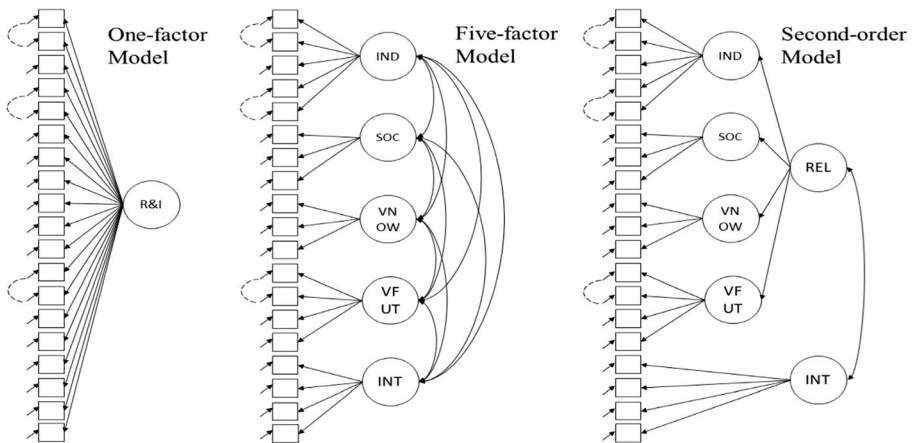 One-factor
Model
R&I
Five-factor
Model
IND
SOC
VN
OW
VF
UT
INT
Second-order
Model
IND
SOC
VN
OW
VF
UT
REL
INT